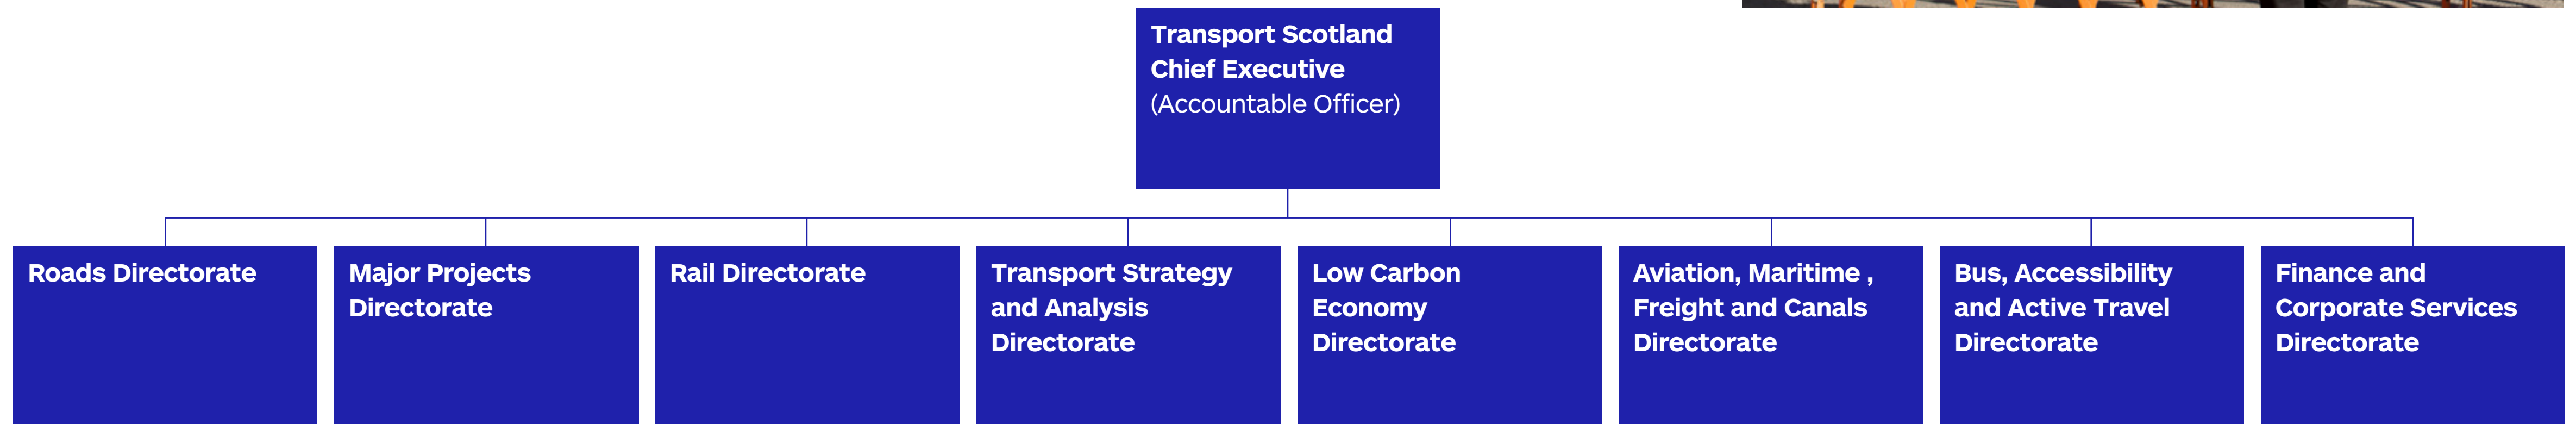 Transport Scotland
Chief Executive
(Accountable Officer)
Roads Directorate
Major Projects
Directorate
Rail Directorate
Transport Strategy
and Analysis
Directorate
Low Carbon
Economy
Directorate
Aviation, Maritime ,
Freight and Canals
Directorate
Bus, Accessibility
and Active Travel
Directorate
Finance and
Corporate Services
Directorate